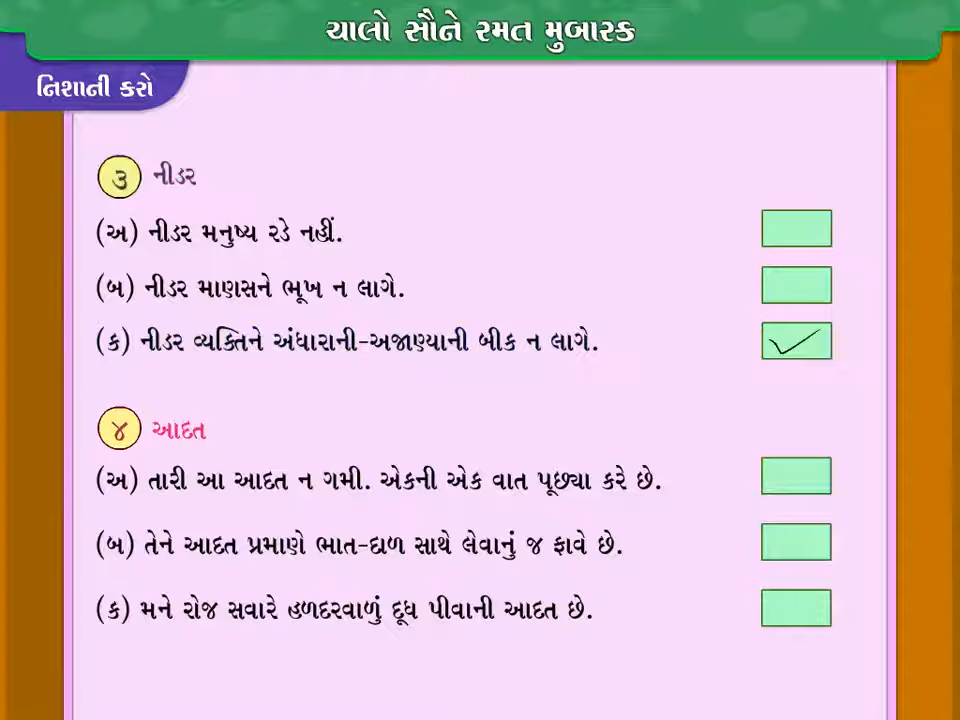 ચાલો સૌને રમત મુબારક
નિશાની કરો
૩ નીડર
(અ) નીડર મનુષ્ય રડે નહીં.
(બ) નીડર માણસને ભૂખ ન લાગે.
(ક) નીડર વ્યક્તિને અંધારાની-અજાણ્યાની બીક ન લાગે.
૪ આદત
(અ) તારી આ આદત ન ગમી. એકની એક વાત પૂછ્યા કરે છે.
(બ) તેને આદત પ્રમાણે ભાત-દાળ સાથે લેવાનું જ ફાવે છે.
(ક) મને રોજ સવારે હળદરવાળું દૂધ પીવાની આદત છે.